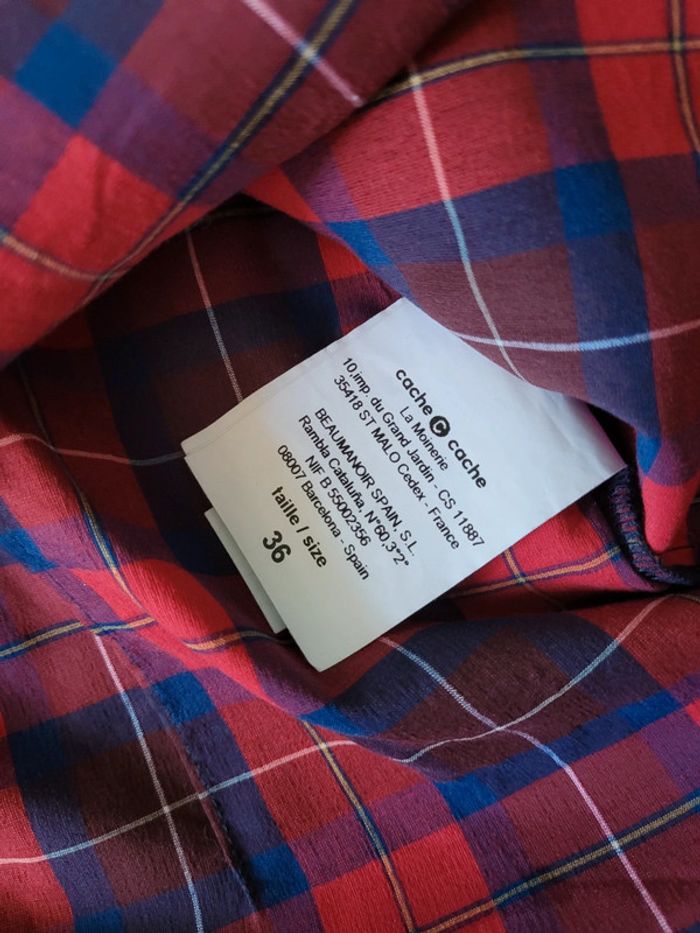 cache C cache
La Moinerie
10,imp. du Grand Jardin - CS 11887
35418 ST MALO Cedex - France
BEAUMANOIR SPAIN, S.L.
Rambla Cataluña, N°60,3°2°
NIF B 55002356
08007 Barcelona - Spain
taille / size
36